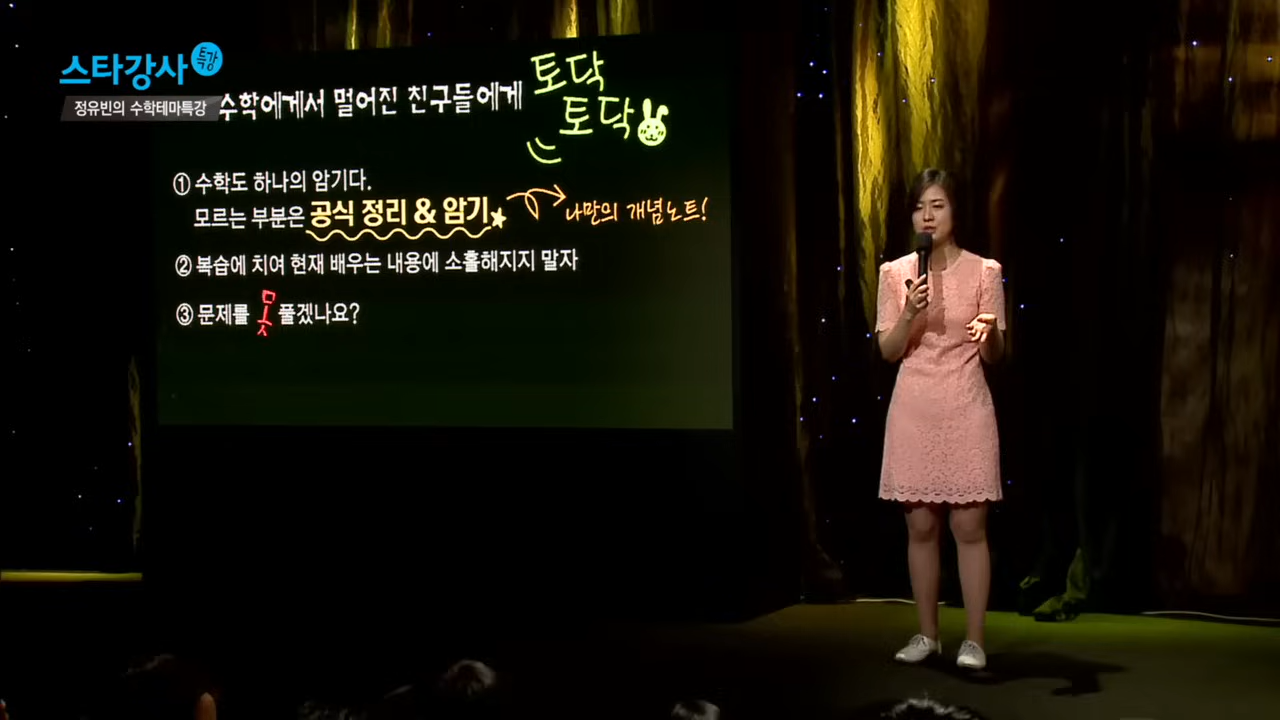 스타강사 특강
정유빈의 수학테마특강
수학에게서 멀어진 친구들에게 토닥
토닥
① 수학도 하나의 암기다.
모르는 부분은 공식 정리 & 암기 나만의 개념노트!
② 복습에 치여 현재 배우는 내용에 소홀해지지 말자
③ 문제를 못 풀겠나요?